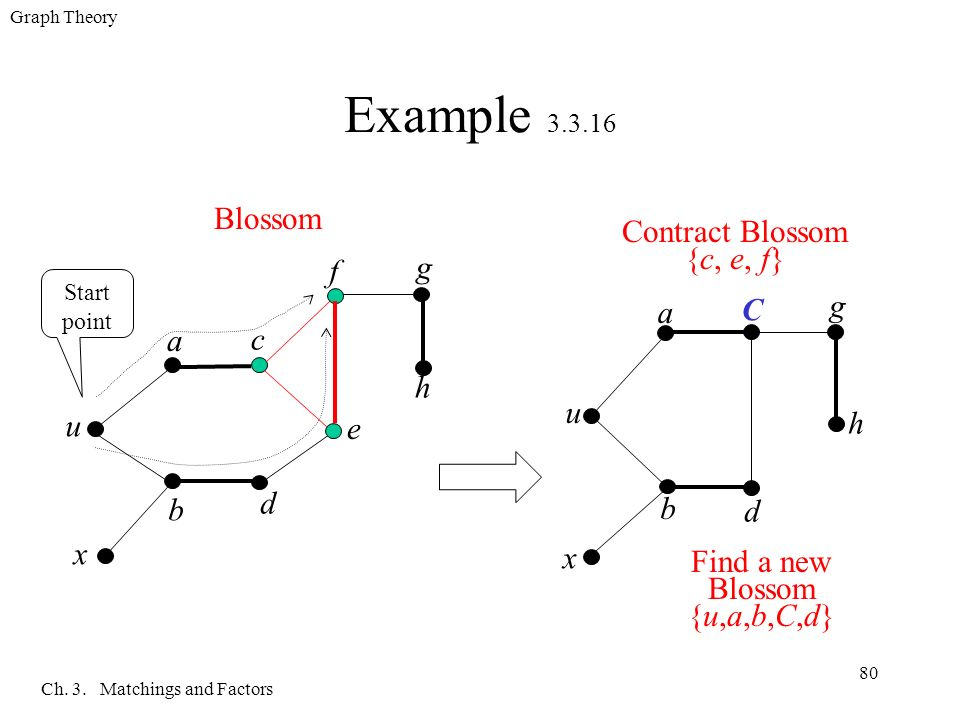 Graph Theory
Example 3.3.16
Blossom
Contract Blossom
{c, e, f}
Start
point
f
g
a
c
h
u
e
b
d
x
a
C
g
u
h
b
d
x
Find a new
Blossom
{u,a,b,C,d}
80
Ch. 3. Matchings and Factors